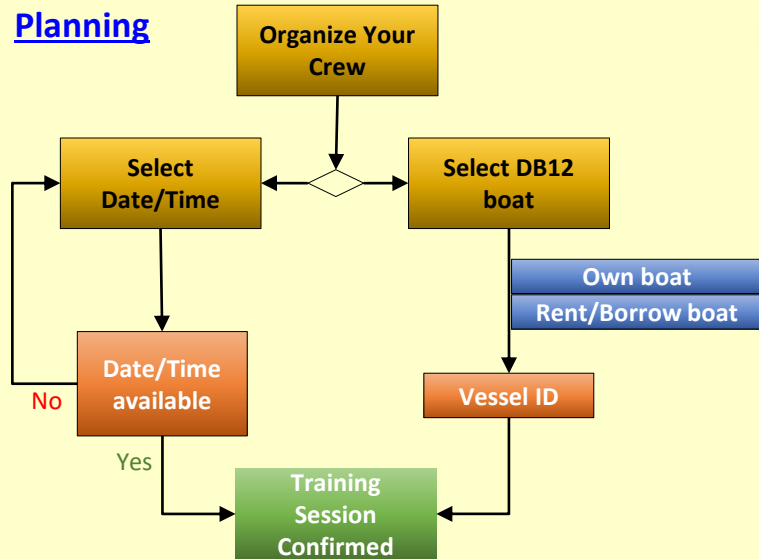 Planning
Organize Your
Crew
Select
Date/Time
Select DB12
boat
Own boat
Rent/Borrow boat
Date/Time
available
Vessel ID
No
Yes
Training
Session
Confirmed